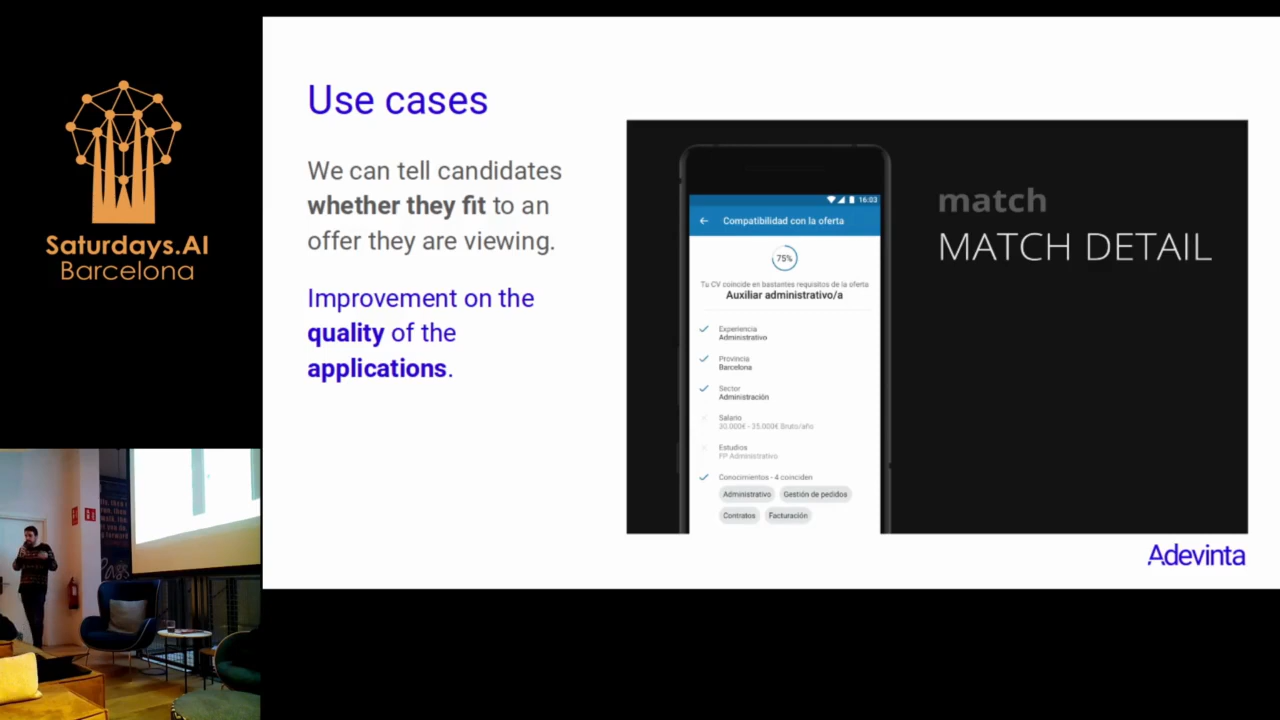 Saturdays.AI
Barcelona
Use cases
We can tell candidates
whether they fit to an
offer they are viewing.
Improvement on the
quality of the
applications.
16:03
Compatibilidad con la oferta
75%
Tu CV coincide en bastantes requisitos de la oferta
Auxiliar administrativo/a
Experiencia
Administrativo
Provincia
Barcelona
Sector
Administración
Salario
30.000€ - 35.000€ Bruto/año
Estudios
FP Administrativo
Conocimientos - 4 coinciden
Administrativo
Gestión de pedidos
Contratos
Facturación
match
MATCH DETAIL
Adevinta